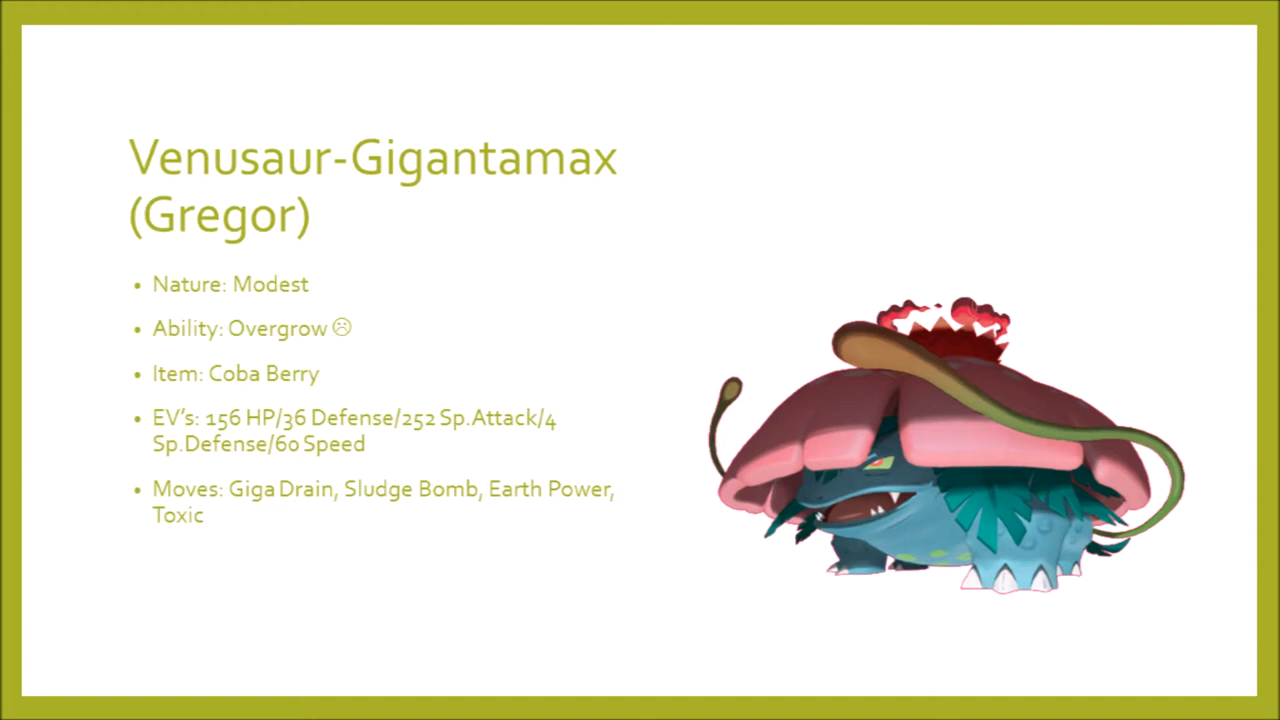 Venusaur-Gigantamax
(Gregor)
• Nature: Modest
• Ability: Overgrow ☹
• Item: Coba Berry
• EV’s: 156 HP/36 Defense/252 Sp.Attack/4
Sp.Defense/60 Speed
• Moves: Giga Drain, Sludge Bomb, Earth Power,
Toxic